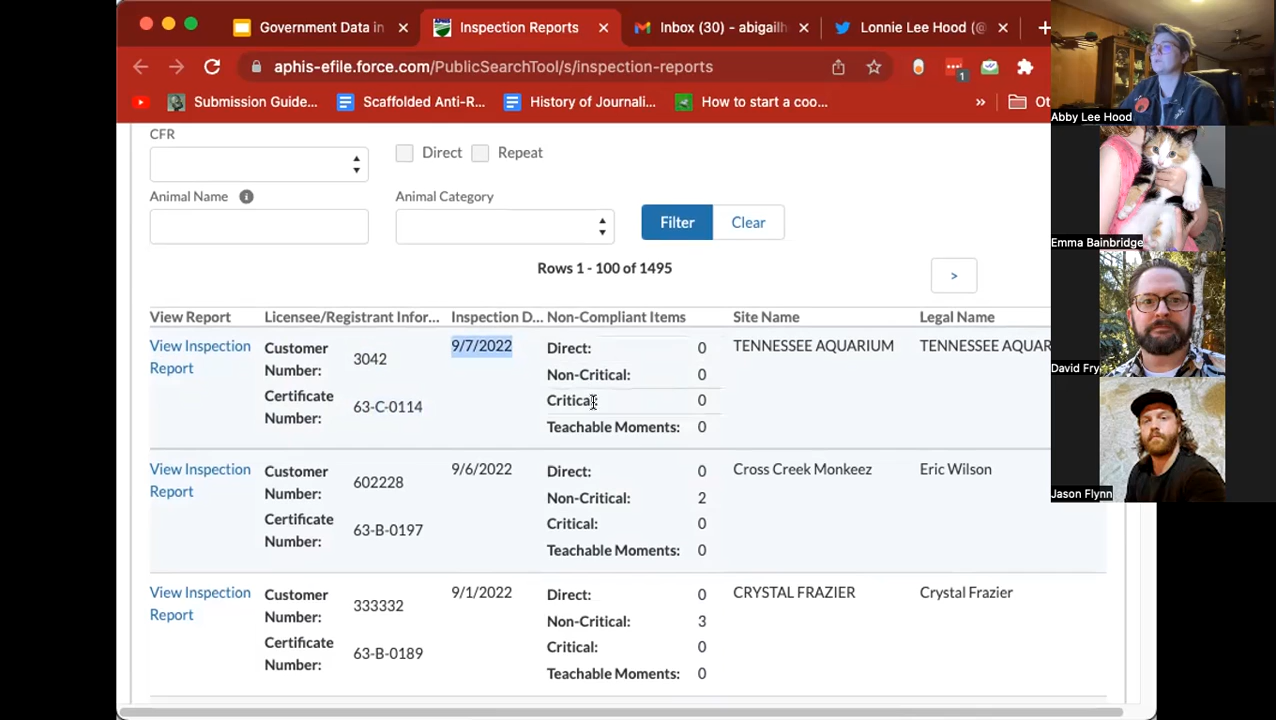 Government Data in
Inspection Reports
Inbox (30) - abigailh
Lonnie Lee Hood (@
aphis-efile.force.com/PublicSearchTool/s/inspection-reports
1
Submission Guide...
Scaffolded Anti-R...
History of Journali...
How to start a coo...
»
Ot
CFR
Direct
Repeat
Animal Name
Animal Category
Filter
Clear
Rows 1 - 100 of 1495
>
View Report
Licensee/Registrant Infor...
Inspection D...
Non-Compliant Items
Site Name
Legal Name
View Inspection
Report
Customer
Number:
3042
Certificate
Number:
63-C-0114
9/7/2022
Direct: 0
Non-Critical: 0
Critical: 0
Teachable Moments: 0
TENNESSEE AQUARIUM
TENNESSEE AQUAR
View Inspection
Report
Customer
Number:
602228
Certificate
Number:
63-B-0197
9/6/2022
Direct: 0
Non-Critical: 2
Critical: 0
Teachable Moments: 0
Cross Creek Monkeez
Eric Wilson
View Inspection
Report
Customer
Number:
333332
Certificate
Number:
63-B-0189
9/1/2022
Direct: 0
Non-Critical: 3
Critical: 0
Teachable Moments: 0
CRYSTAL FRAZIER
Crystal Frazier
Abby Lee Hood
Emma Bainbridge
David Fry
Jason Flynn